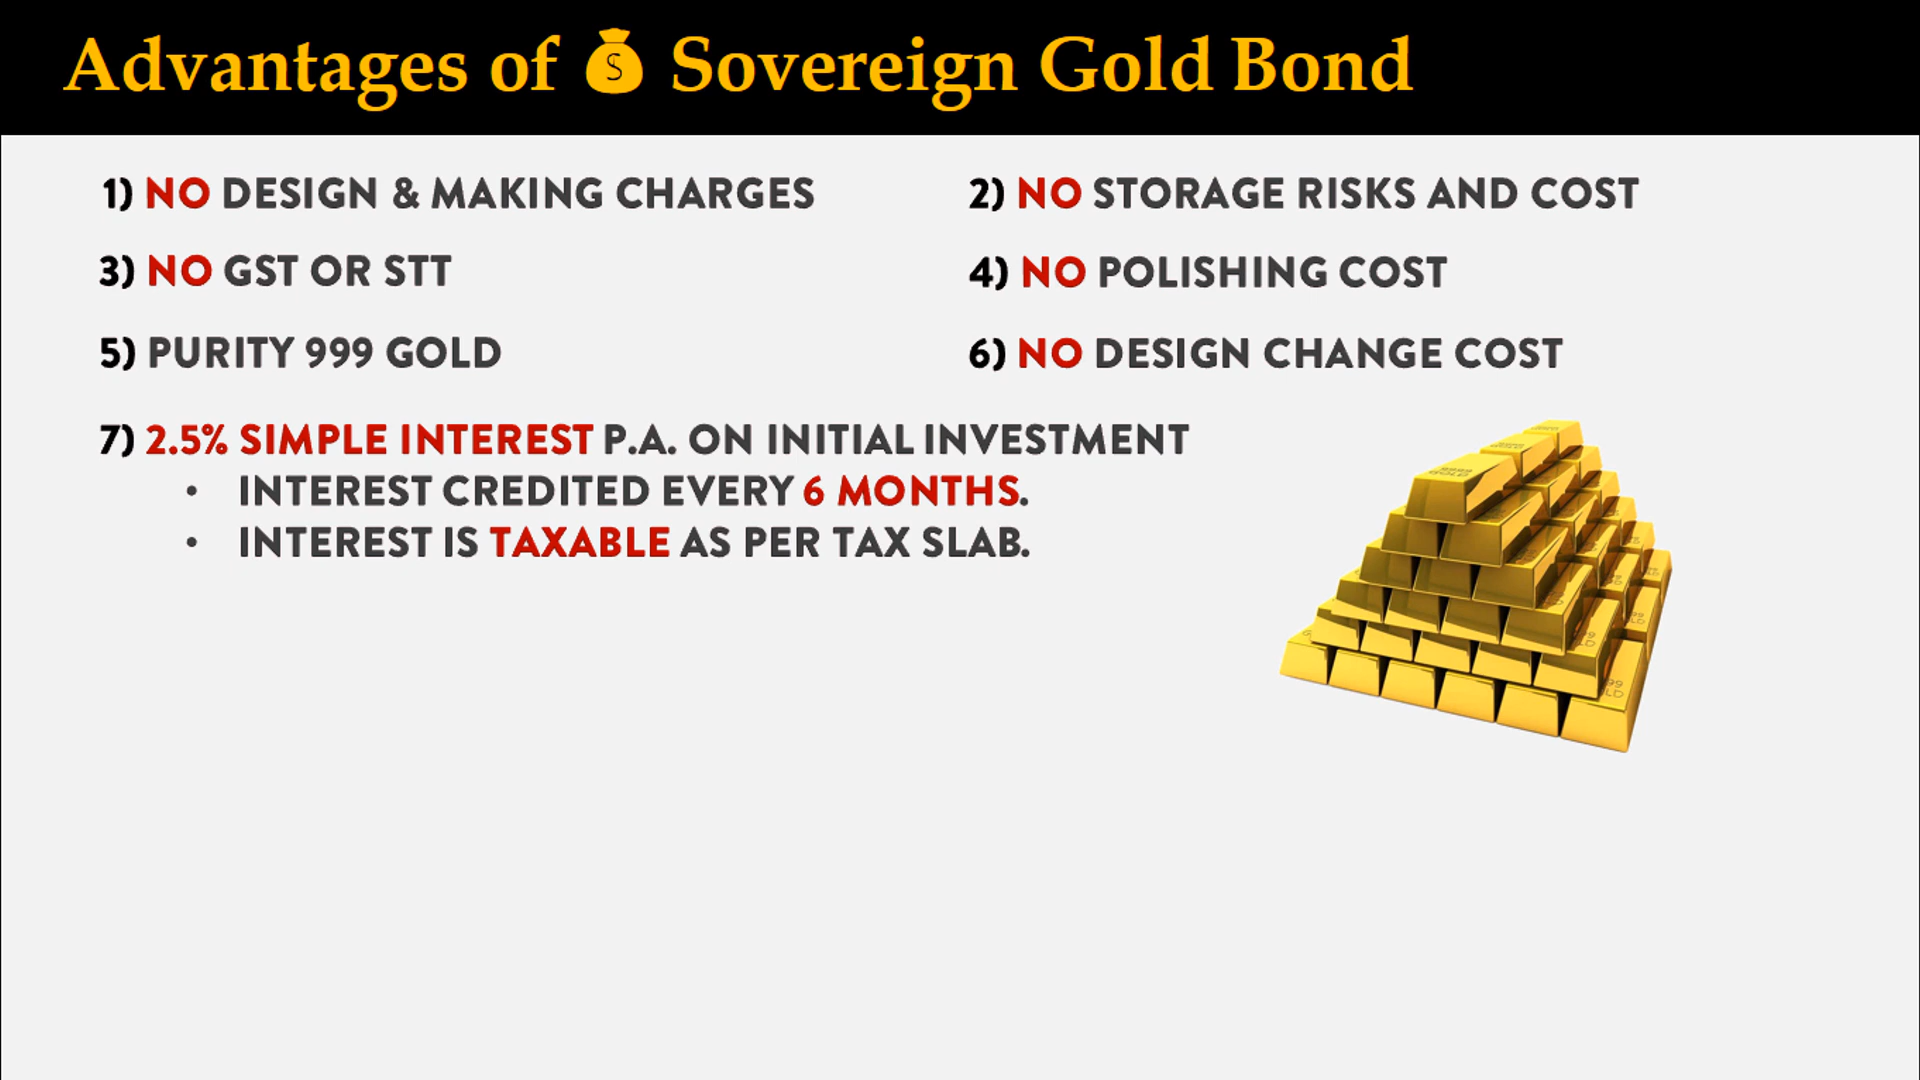 Advantages of Sovereign Gold Bond
1) NO DESIGN & MAKING CHARGES
2) NO STORAGE RISKS AND COST
3) NO GST OR STT
4) NO POLISHING COST
5) PURITY 999 GOLD
6) NO DESIGN CHANGE COST
7) 2.5% SIMPLE INTEREST P.A. ON INITIAL INVESTMENT
• INTEREST CREDITED EVERY 6 MONTHS.
• INTEREST IS TAXABLE AS PER TAX SLAB.